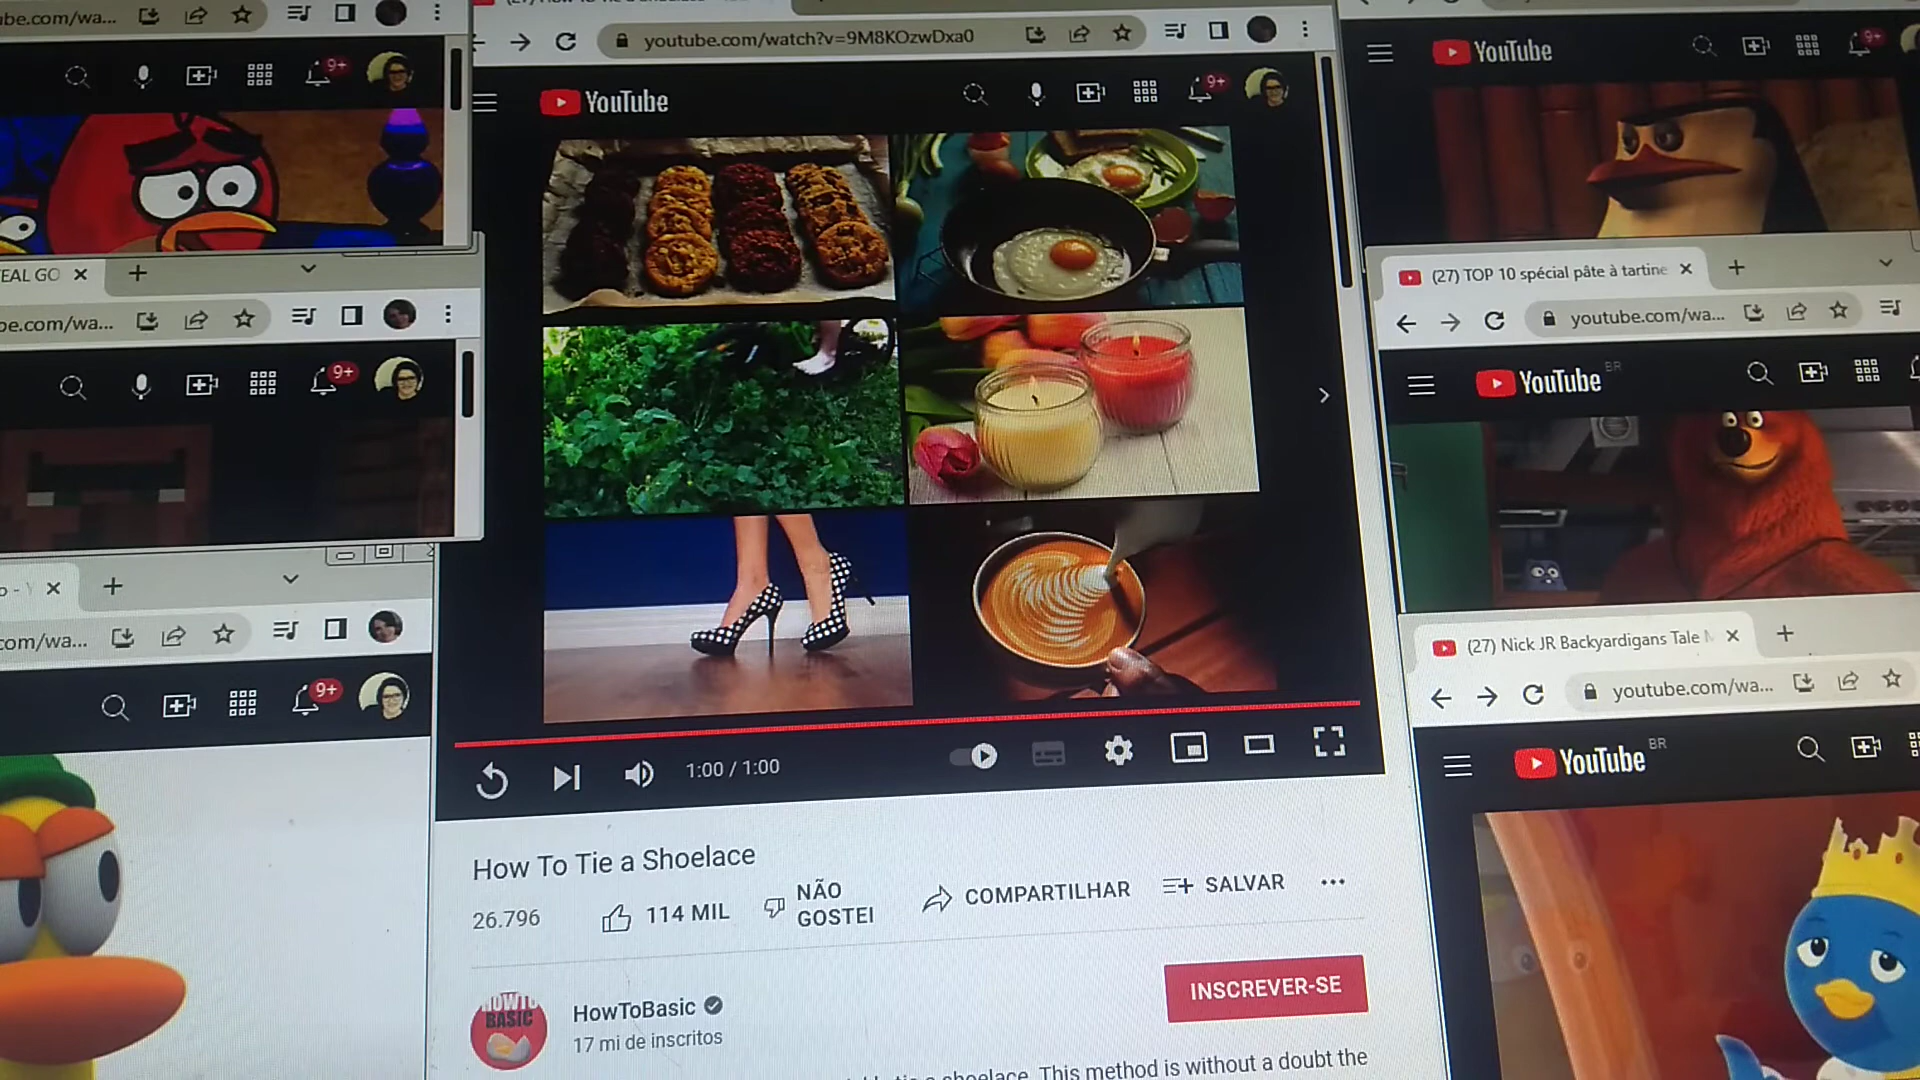 be.com/wa...
9+
EAL GO
be.com/wa...
9+
com/wa...
9+
youtube.com/watch?v=9M8KOzwDxa0
YouTube
9+
1:00 / 1:00
How To Tie a Shoelace
26.796
114 MIL
NÃO
GOSTEI
COMPARTILHAR
SALVAR
HOWTO
BASIC
HowToBasic
17 mi de inscritos
INSCREVER-SE
shoelace. This method is without a doubt the
YouTube
9+
(27) TOP 10 spécial pâte à tartine
youtube.com/wa...
YouTube BR
(27) Nick JR Backyardigans Tale
youtube.com/wa...
YouTube BR